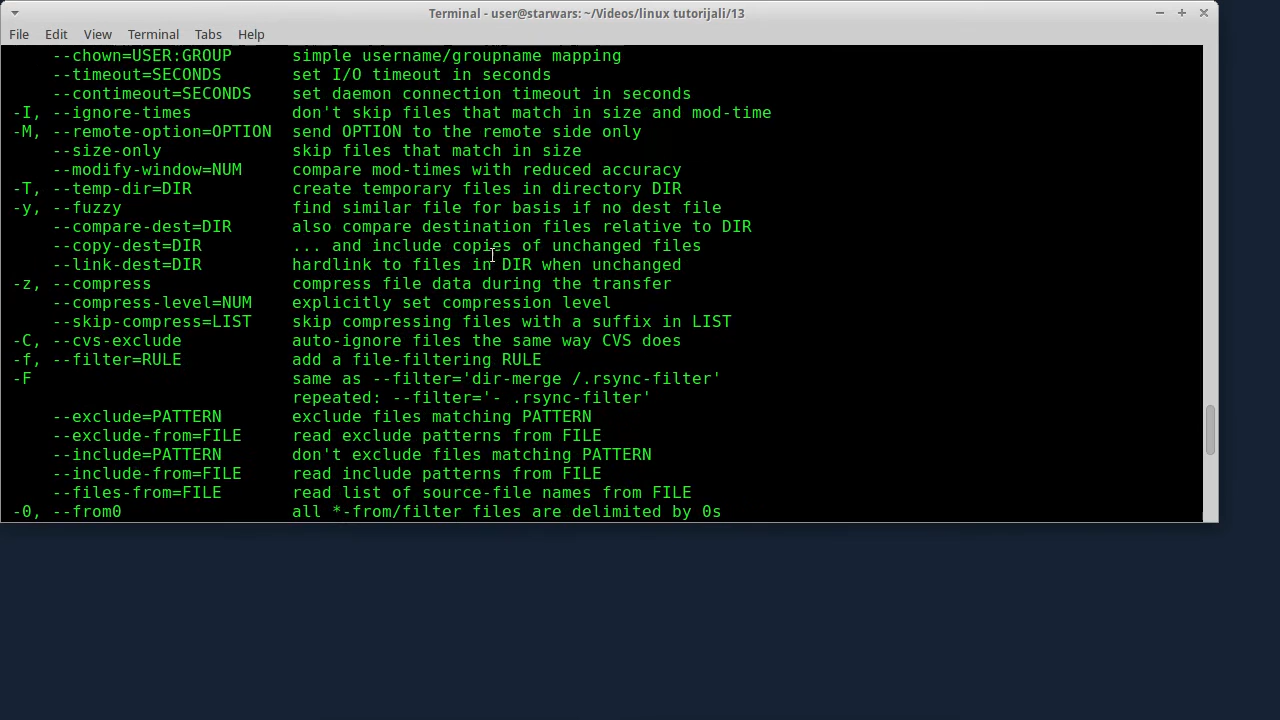 Terminal - user@starwars: ~/Videos/linux tutorijali/13
File Edit View Terminal Tabs Help
--chown=USER:GROUP simple username/groupname mapping
--timeout=SECONDS set I/O timeout in seconds
--contimeout=SECONDS set daemon connection timeout in seconds
-I, --ignore-times don't skip files that match in size and mod-time
-M, --remote-option=OPTION send OPTION to the remote side only
--size-only skip files that match in size
--modify-window=NUM compare mod-times with reduced accuracy
-T, --temp-dir=DIR create temporary files in directory DIR
-y, --fuzzy find similar file for basis if no dest file
--compare-dest=DIR also compare destination files relative to DIR
--copy-dest=DIR ... and include copies of unchanged files
--link-dest=DIR hardlink to files in DIR when unchanged
-z, --compress compress file data during the transfer
--compress-level=NUM explicitly set compression level
--skip-compress=LIST skip compressing files with a suffix in LIST
-C, --cvs-exclude auto-ignore files the same way CVS does
-f, --filter=RULE add a file-filtering RULE
-F same as --filter='dir-merge /.rsync-filter'
repeated: --filter='- .rsync-filter'
--exclude=PATTERN exclude files matching PATTERN
--exclude-from=FILE read exclude patterns from FILE
--include=PATTERN don't exclude files matching PATTERN
--include-from=FILE read include patterns from FILE
--files-from=FILE read list of source-file names from FILE
-0, --from0 all *-from/filter files are delimited by 0s